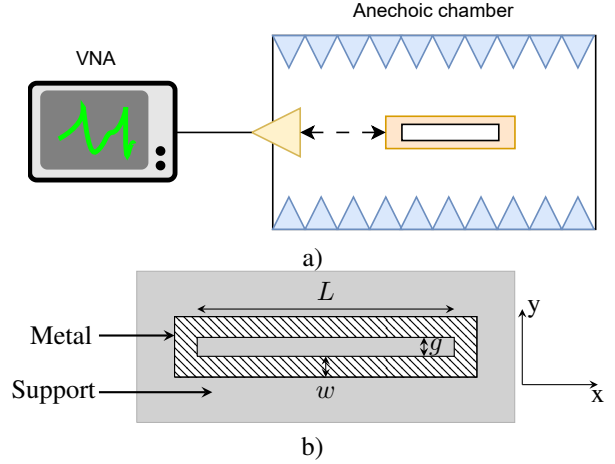 Anechoic chamber
VNA
a)
L
Metal
g
Support
w
y
x
b)